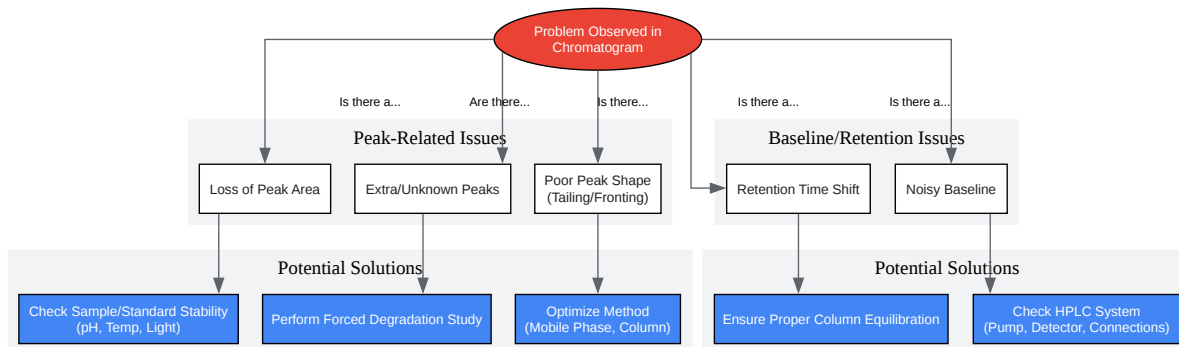 Problem Observed in
Chromatogram
Is there a...
Are there...
Is there...
Is there a...
Is there a...
Peak-Related Issues
Baseline/Retention Issues
Loss of Peak Area
Extra/Unknown Peaks
Poor Peak Shape
(Tailing/Fronting)
Retention Time Shift
Noisy Baseline
Potential Solutions
Potential Solutions
Check Sample/Standard Stability
(pH, Temp, Light)
Perform Forced Degradation Study
Optimize Method
(Mobile Phase, Column)
Ensure Proper Column Equilibration
Check HPLC System
(Pump, Detector, Connections)